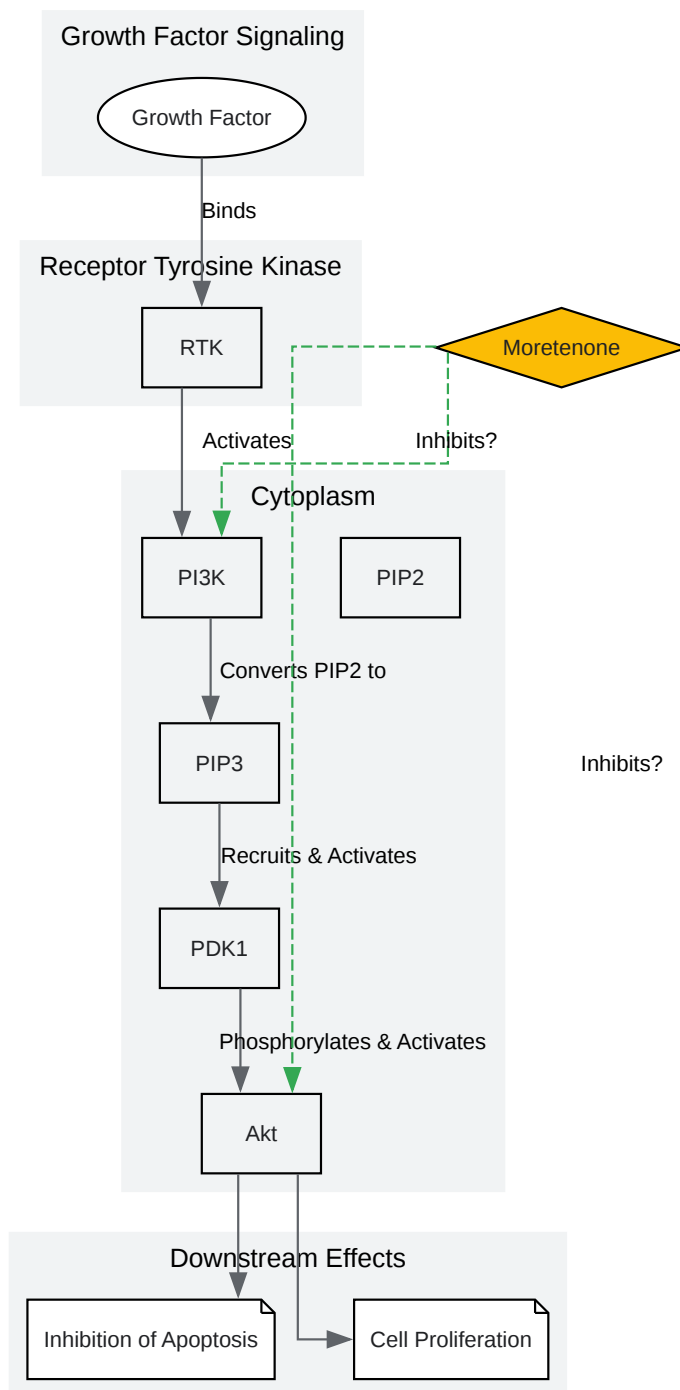 Growth Factor Signaling
Growth Factor
Binds
Receptor Tyrosine Kinase
RTK
Moretenone
Activates
Inhibits?
Cytoplasm
PI3K
PIP2
Converts PIP2 to
PIP3
Inhibits?
Recruits & Activates
PDK1
Phosphorylates & Activates
Akt
Downstream Effects
Inhibition of Apoptosis
Cell Proliferation